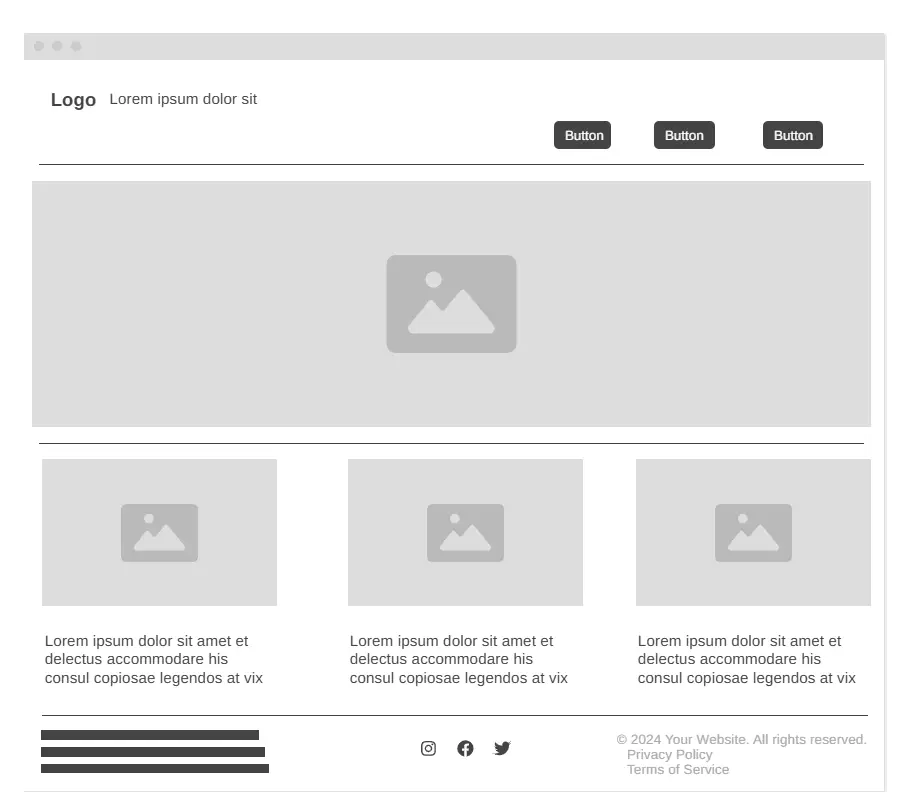 Logo Lorem ipsum dolor sit
Button Button Button
Lorem ipsum dolor sit amet et
delectus accommodare his
consul copiosae legendos at vix
Lorem ipsum dolor sit amet et
delectus accommodare his
consul copiosae legendos at vix
Lorem ipsum dolor sit amet et
delectus accommodare his
consul copiosae legendos at vix
© 2024 Your Website. All rights reserved.
Privacy Policy
Terms of Service